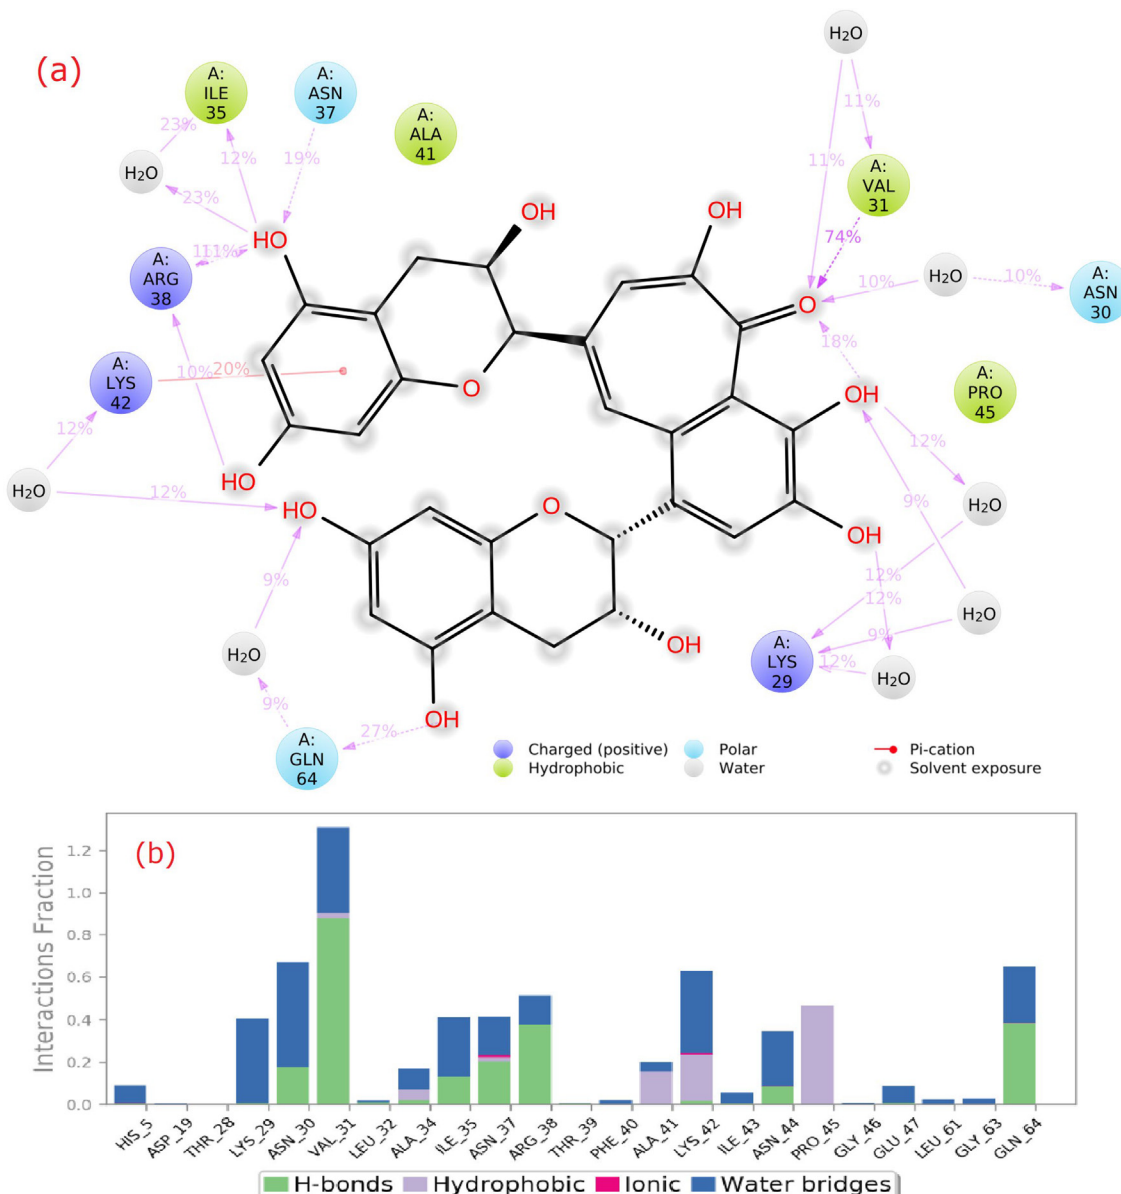 (a)
H₂O
A:
ILE
35
A:
ASN
37
A:
ALA
41
11%
23%
12%
19%
H₂O
11%
A:
VAL
31
23%
OH
OH
HO
74%
11%
A:
ARG
38
10%
H₂O
10%
A:
ASN
30
O
18%
A:
LYS
42
10%
20%
O
OH
A:
PRO
45
12%
12%
H₂O
12%
HO
HO
O
9%
H₂O
OH
9%
12%
12%
H₂O
9%
H₂O
OH
A:
LYS
29
12%
H₂O
9%
OH
27%
A:
GLN
64
Charged (positive)
Polar
Pi-cation
Hydrophobic
Water
Solvent exposure
(b)
Interactions Fraction
1.2
1.0
0.8
0.6
0.4
0.2
0.0
HIS_5
ASP_19
THR_28
LYS_29
ASN_30
VAL_31
LEU_32
ALA_34
ILE_35
ASN_37
ARG_38
THR_39
PHE_40
ALA_41
LYS_42
ILE_43
ASN_44
PRO_45
GLY_46
GLU_47
LEU_61
GLY_63
GLN_64
H-bonds Hydrophobic Ionic Water bridges